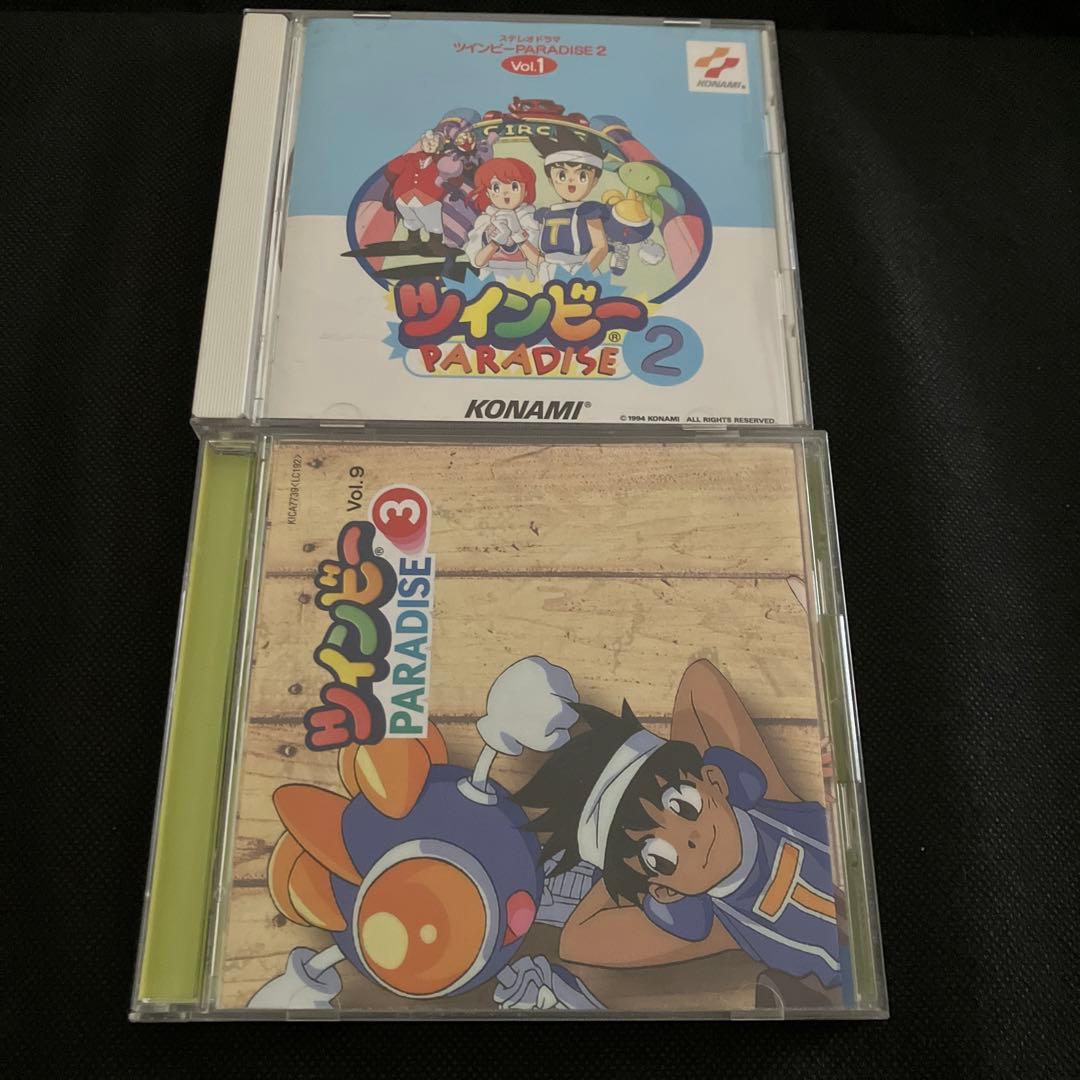 ステレオドラマ
ツインビーPARADISE 2
Vol.1
KONAMI®
CIRC
T
ツインビー®
PARADISE 2
KONAMI®
©1994 KONAMI ALL RIGHTS RESERVED.
KICA7739<LC192>
Vol.9
ツインビー®
PARADISE 3
T